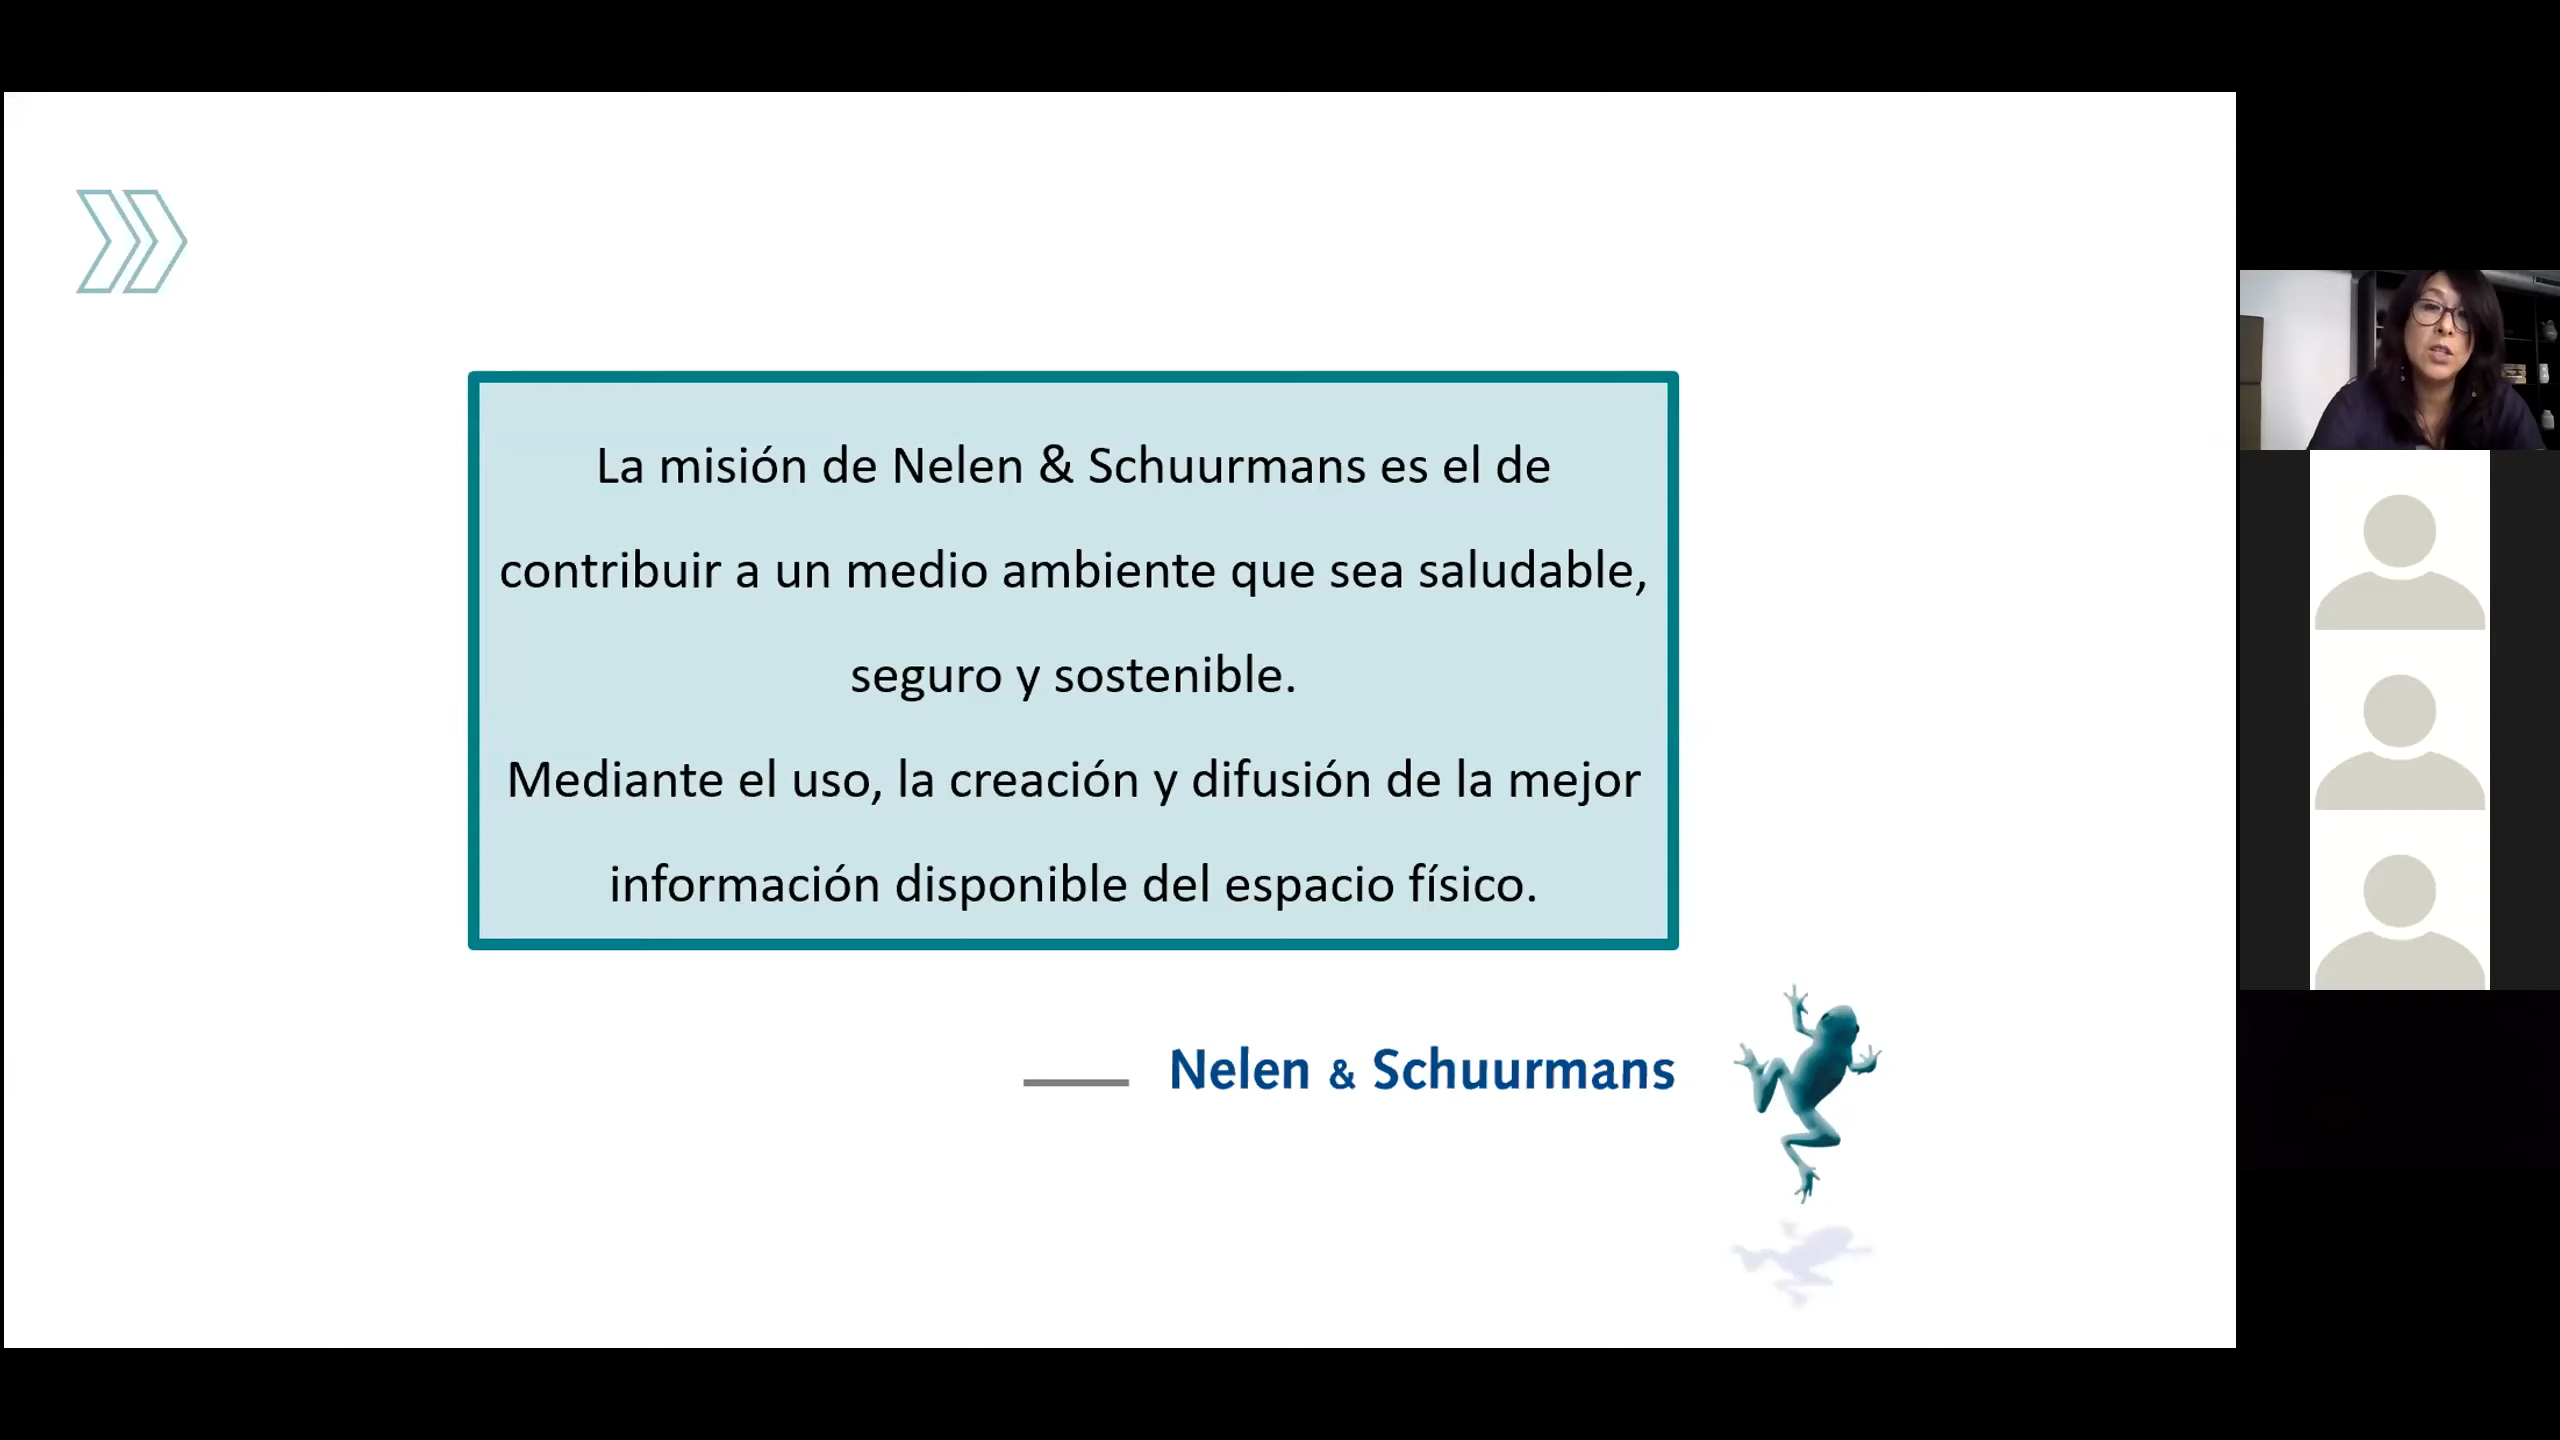 La misión de Nelen & Schuurmans es el de
contribuir a un medio ambiente que sea saludable,
seguro y sostenible.
Mediante el uso, la creación y difusión de la mejor
información disponible del espacio físico.
Nelen & Schuurmans